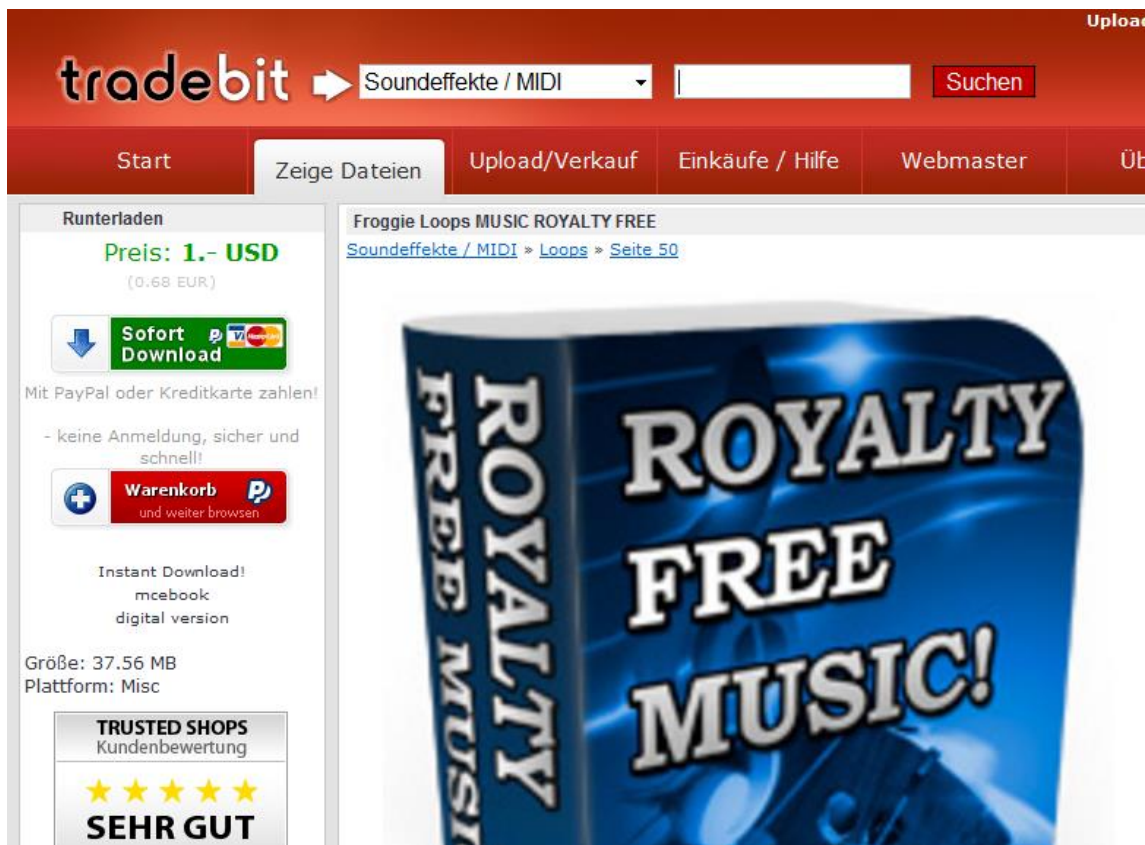 Upload
tradebit
Soundeffekte / MIDI
Suchen
Start
Zeige Dateien
Upload/Verkauf
Einkäufe / Hilfe
Webmaster
Üb
Runterladen
Preis: 1.- USD
(0.68 EUR)
Sofort
Download
Mit PayPal oder Kreditkarte zahlen!
- keine Anmeldung, sicher und
schnell!
Warenkorb
und weiter browsen
Instant Download!
mcebook
digital version
Größe: 37.56 MB
Plattform: Misc
TRUSTED SHOPS
Kundenbewertung
SEHR GUT
Froggie Loops MUSIC ROYALTY FREE
Soundeffekte / MIDI » Loops » Seite 50
ROYALTY
FREE MUSI
ROYALTY
FREE
MUSIC!